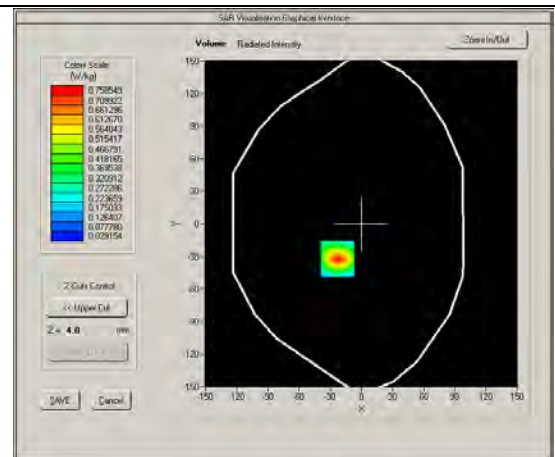 SAR Visualisation Graphical Interface
Volume: Radiated Intensity
Zoom In/Out
Colour Scale
(W/kg)
0.758549
0.709922
0.661296
0.612670
0.564043
0.515417
0.466791
0.418165
0.369538
0.320912
0.272286
0.223659
0.175033
0.126407
0.077780
0.029154
Z Cuts Control
<< Upper Cut
Z = 4.0 mm
SAVE
Cancel
150
120
90
60
30
0
-30
-60
-90
-120
-150
Y
-150 -120 -90 -60 -30 0 30 60 90 120 150
X